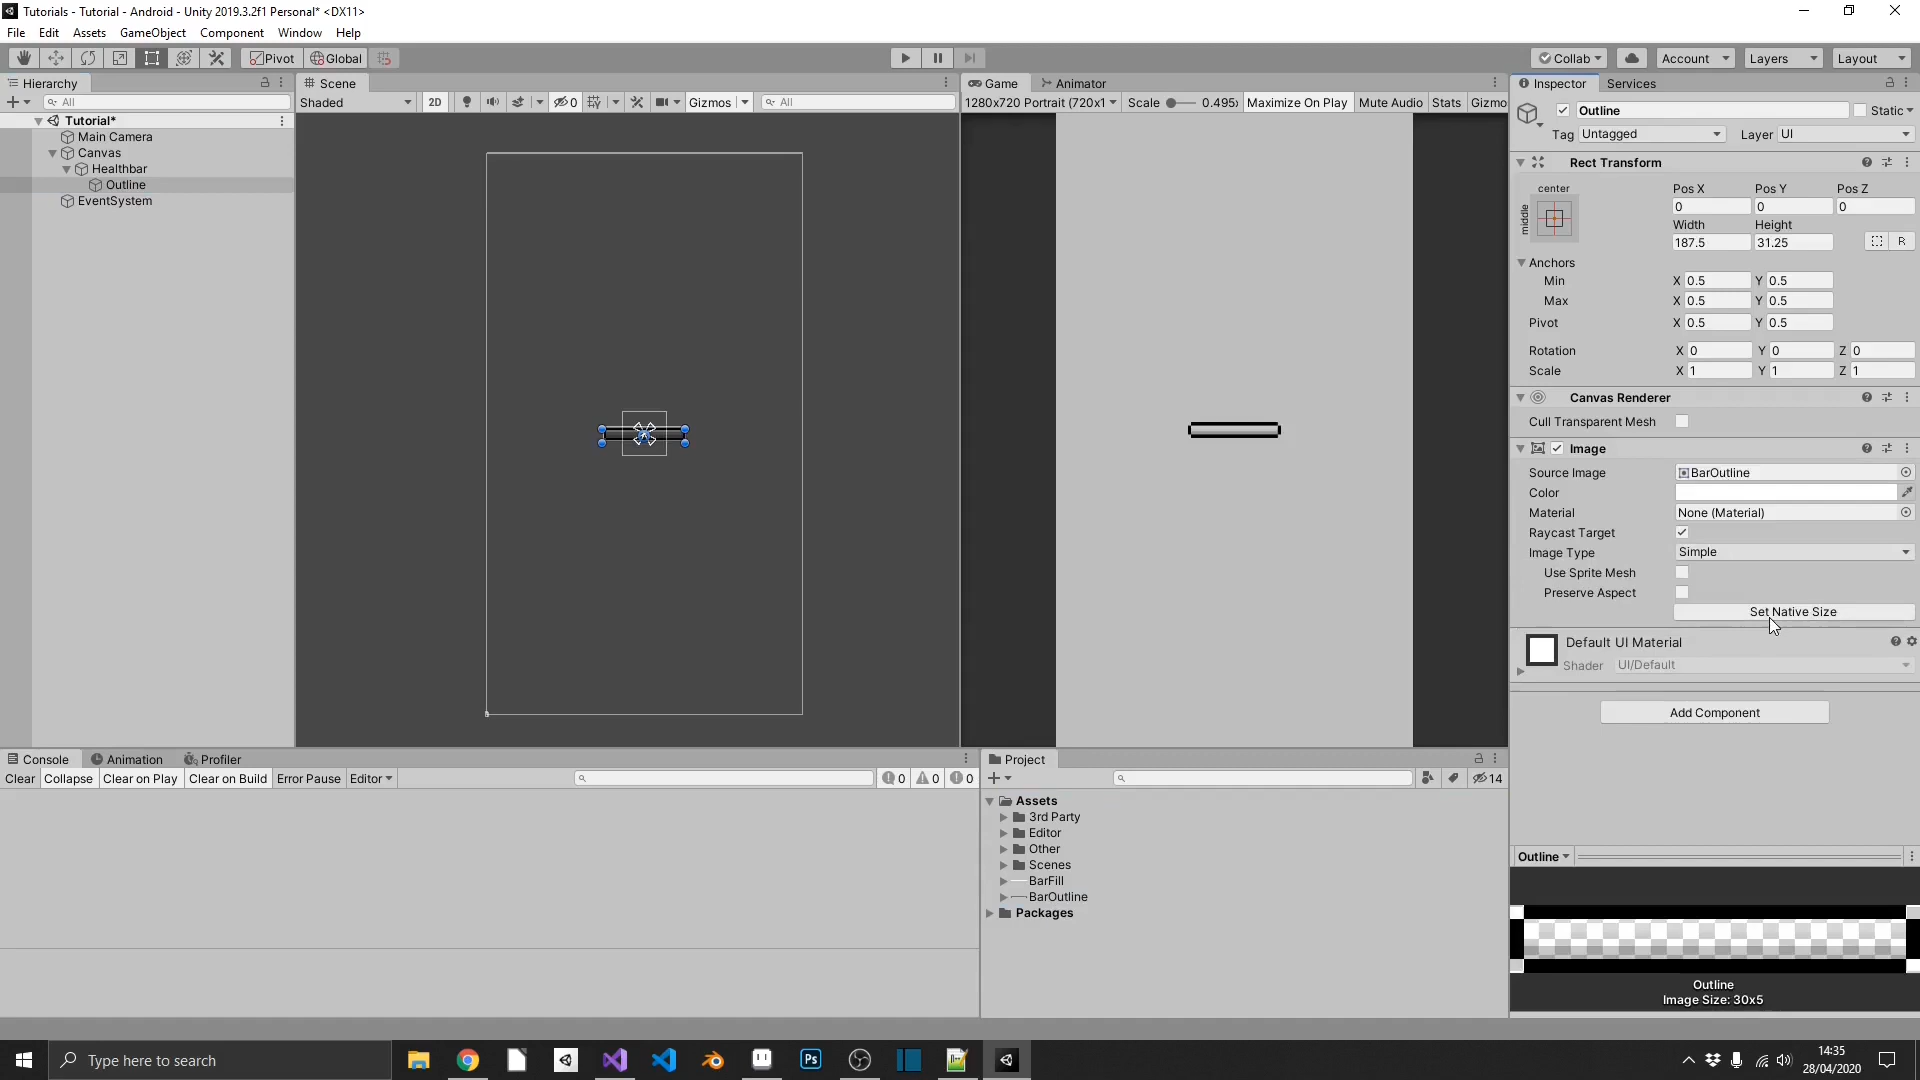 Tutorials - Tutorial - Android - Unity 2019.3.2f1 Personal* <DX11>
File Edit Assets GameObject Component Window Help
Pivot Global Collab Account Layers Layout
Hierarchy
All
Tutorial*
Main Camera
Canvas
Healthbar
Outline
EventSystem
Scene
Shaded 2D 0 Gizmos All
Game Animator
1280x720 Portrait (720x1 Scale 0.495x Maximize On Play Mute Audio Stats Gizmo
Inspector Services
Outline Static
Tag Untagged Layer UI
Rect Transform
center
middle
Pos X Pos Y Pos Z
0 0 0
Width Height
187.5 31.25
R
Anchors
Min X 0.5 Y 0.5
Max X 0.5 Y 0.5
Pivot X 0.5 Y 0.5
Rotation X 0 Y 0 Z 0
Scale X 1 Y 1 Z 1
Canvas Renderer
Cull Transparent Mesh
Image
Source Image BarOutline
Color
Material None (Material)
Raycast Target
Image Type Simple
Use Sprite Mesh
Preserve Aspect
Set Native Size
Default UI Material
Shader UI/Default
Add Component
Outline
Outline
Image Size: 30x5
Console Animation Profiler
Clear Collapse Clear on Play Clear on Build Error Pause Editor 0 0 0
Project
14
Assets
3rd Party
Editor
Other
Scenes
BarFill
BarOutline
Packages
Type here to search
Ps
14:35
28/04/2020